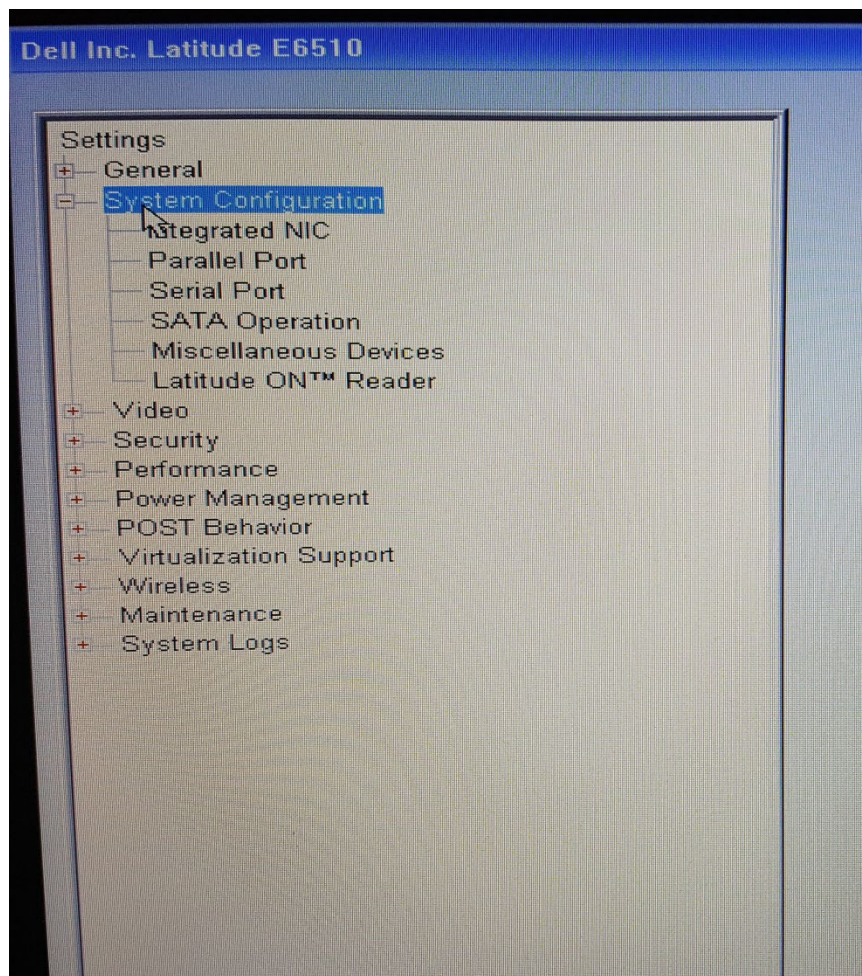 Dell Inc. Latitude E6510
Settings
General
System Configuration
Integrated NIC
Parallel Port
Serial Port
SATA Operation
Miscellaneous Devices
Latitude ON™ Reader
Video
Security
Performance
Power Management
POST Behavior
Virtualization Support
Wireless
Maintenance
System Logs